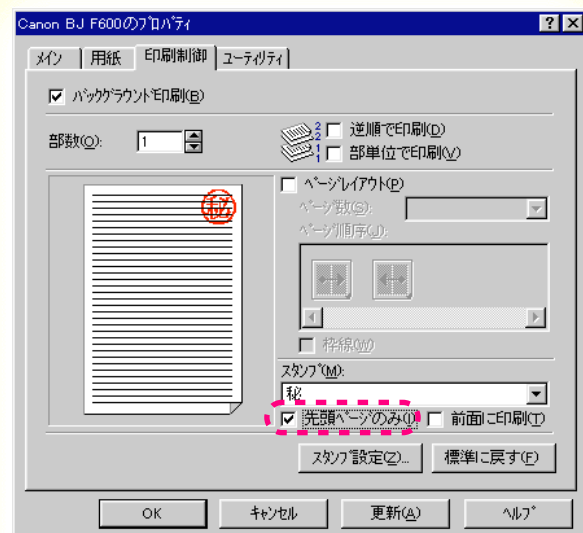 Canon BJ F600のプロパティ
メイン 用紙 印刷制御 ユーティリティ
バックグラウンド印刷(B)
部数(O): 1
2 2 1 1
逆順で印刷(D)
部単位で印刷(V)
秘
ページレイアウト(P)
ページ数(S):
ページ順序(J):
枠線(W)
スタンプ(M):
秘
先頭ページのみ(I) 前面に印刷(T)
スタンプ設定(Z)... 標準に戻す(F)
OK キャンセル 更新(A) ヘルプ